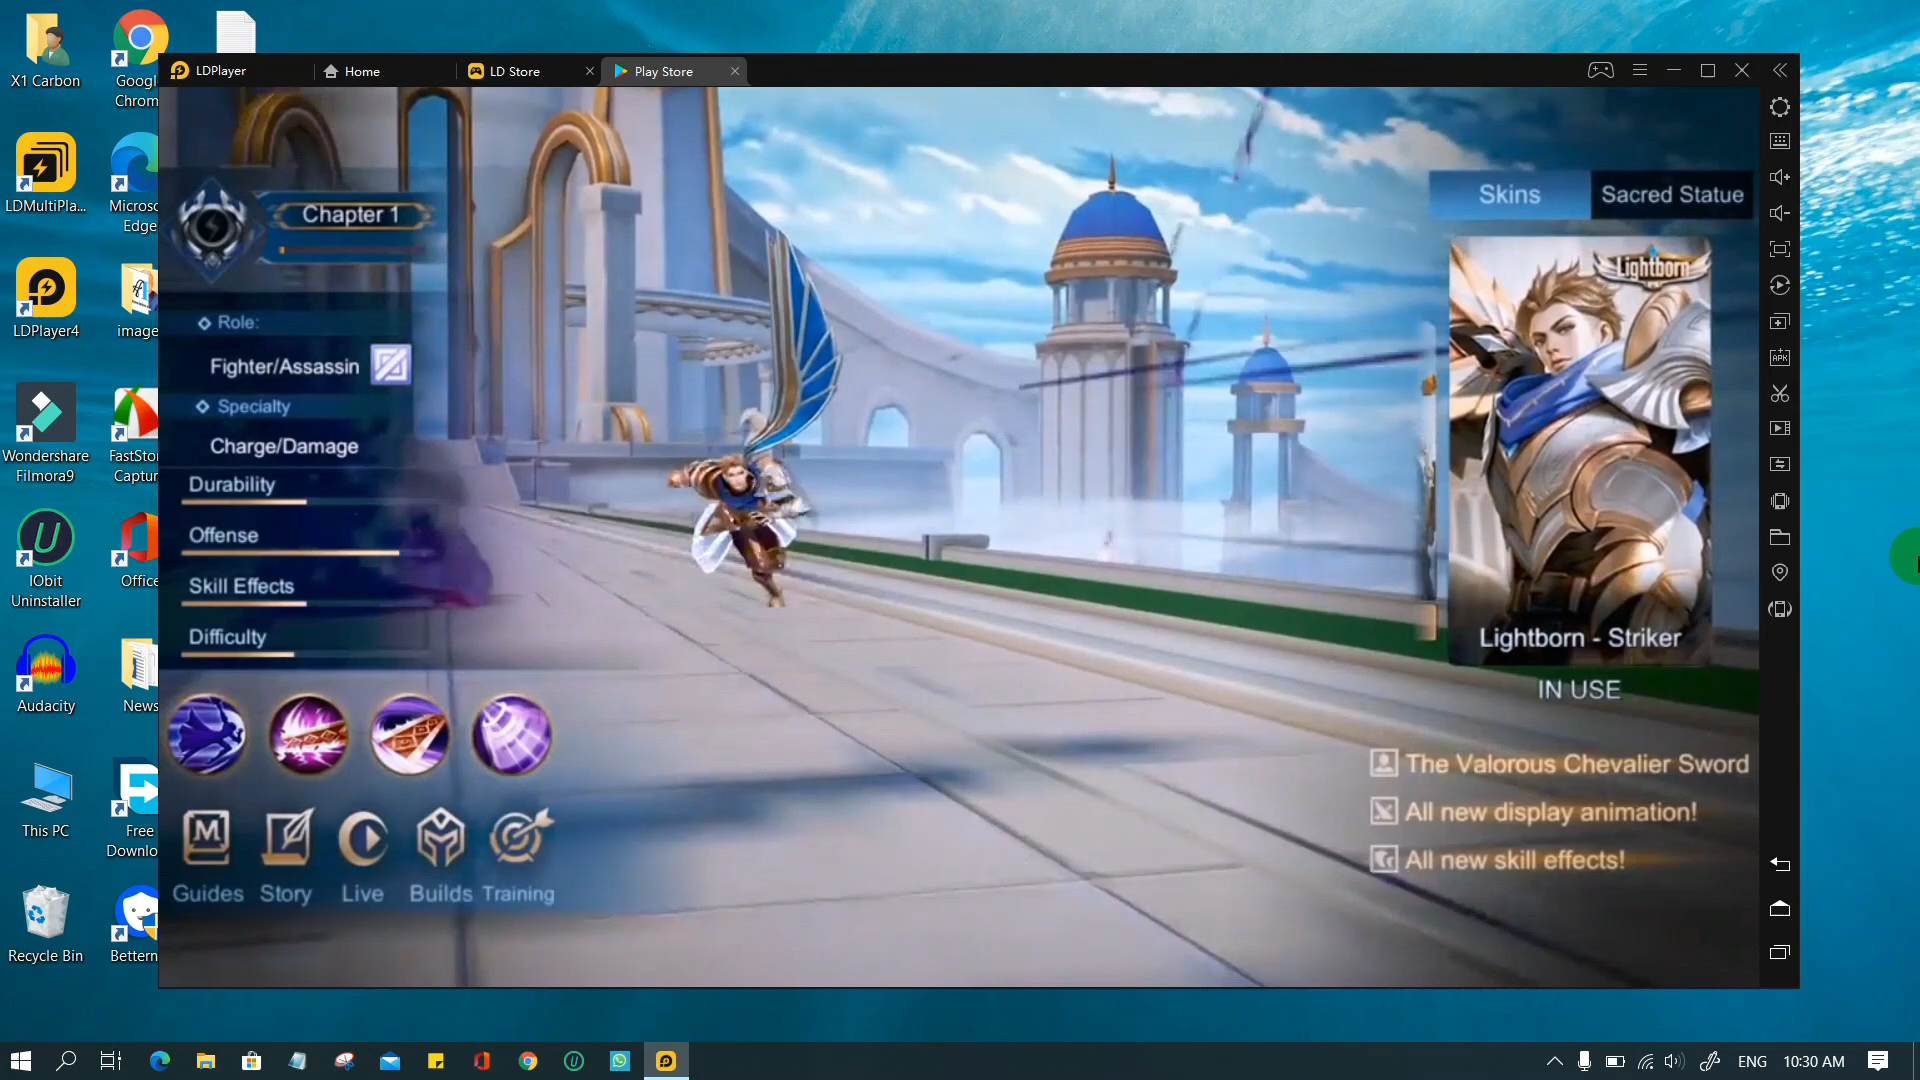 X1 Carbon
Googl
Chrom
LDMultiPla...
Microso
Edge
LDPlayer4
image
Wondershare
Filmora9
FastSto
Captur
IObit
Uninstaller
Office
Audacity
News
This PC
Free
Downlo
Recycle Bin
Bettern
LDPlayer
Home
LD Store
Play Store
Chapter 1
Role:
Fighter/Assassin
Specialty
Charge/Damage
Durability
Offense
Skill Effects
Difficulty
Guides
Story
Live
Builds
Training
Skins
Sacred Statue
Lightborn
Lightborn - Striker
IN USE
The Valorous Chevalier Sword
All new display animation!
All new skill effects!
APK
ENG
10:30 AM